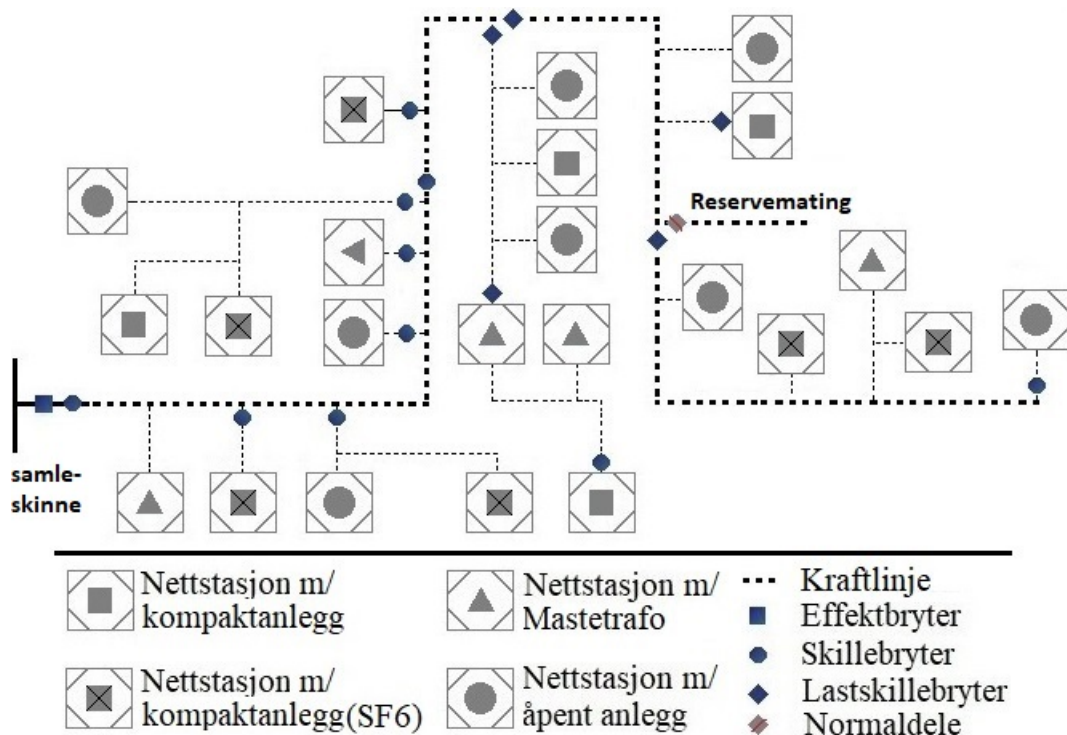 Reservemating
samle-
skinne
Nettstasjon m/
kompaktanlegg
Nettstasjon m/
Mastetrafo
Kraftlinje
Effektbryter
Skillebryter
Lastskillebryter
Normaldele
Nettstasjon m/
kompaktanlegg(SF6)
Nettstasjon m/
åpent anlegg